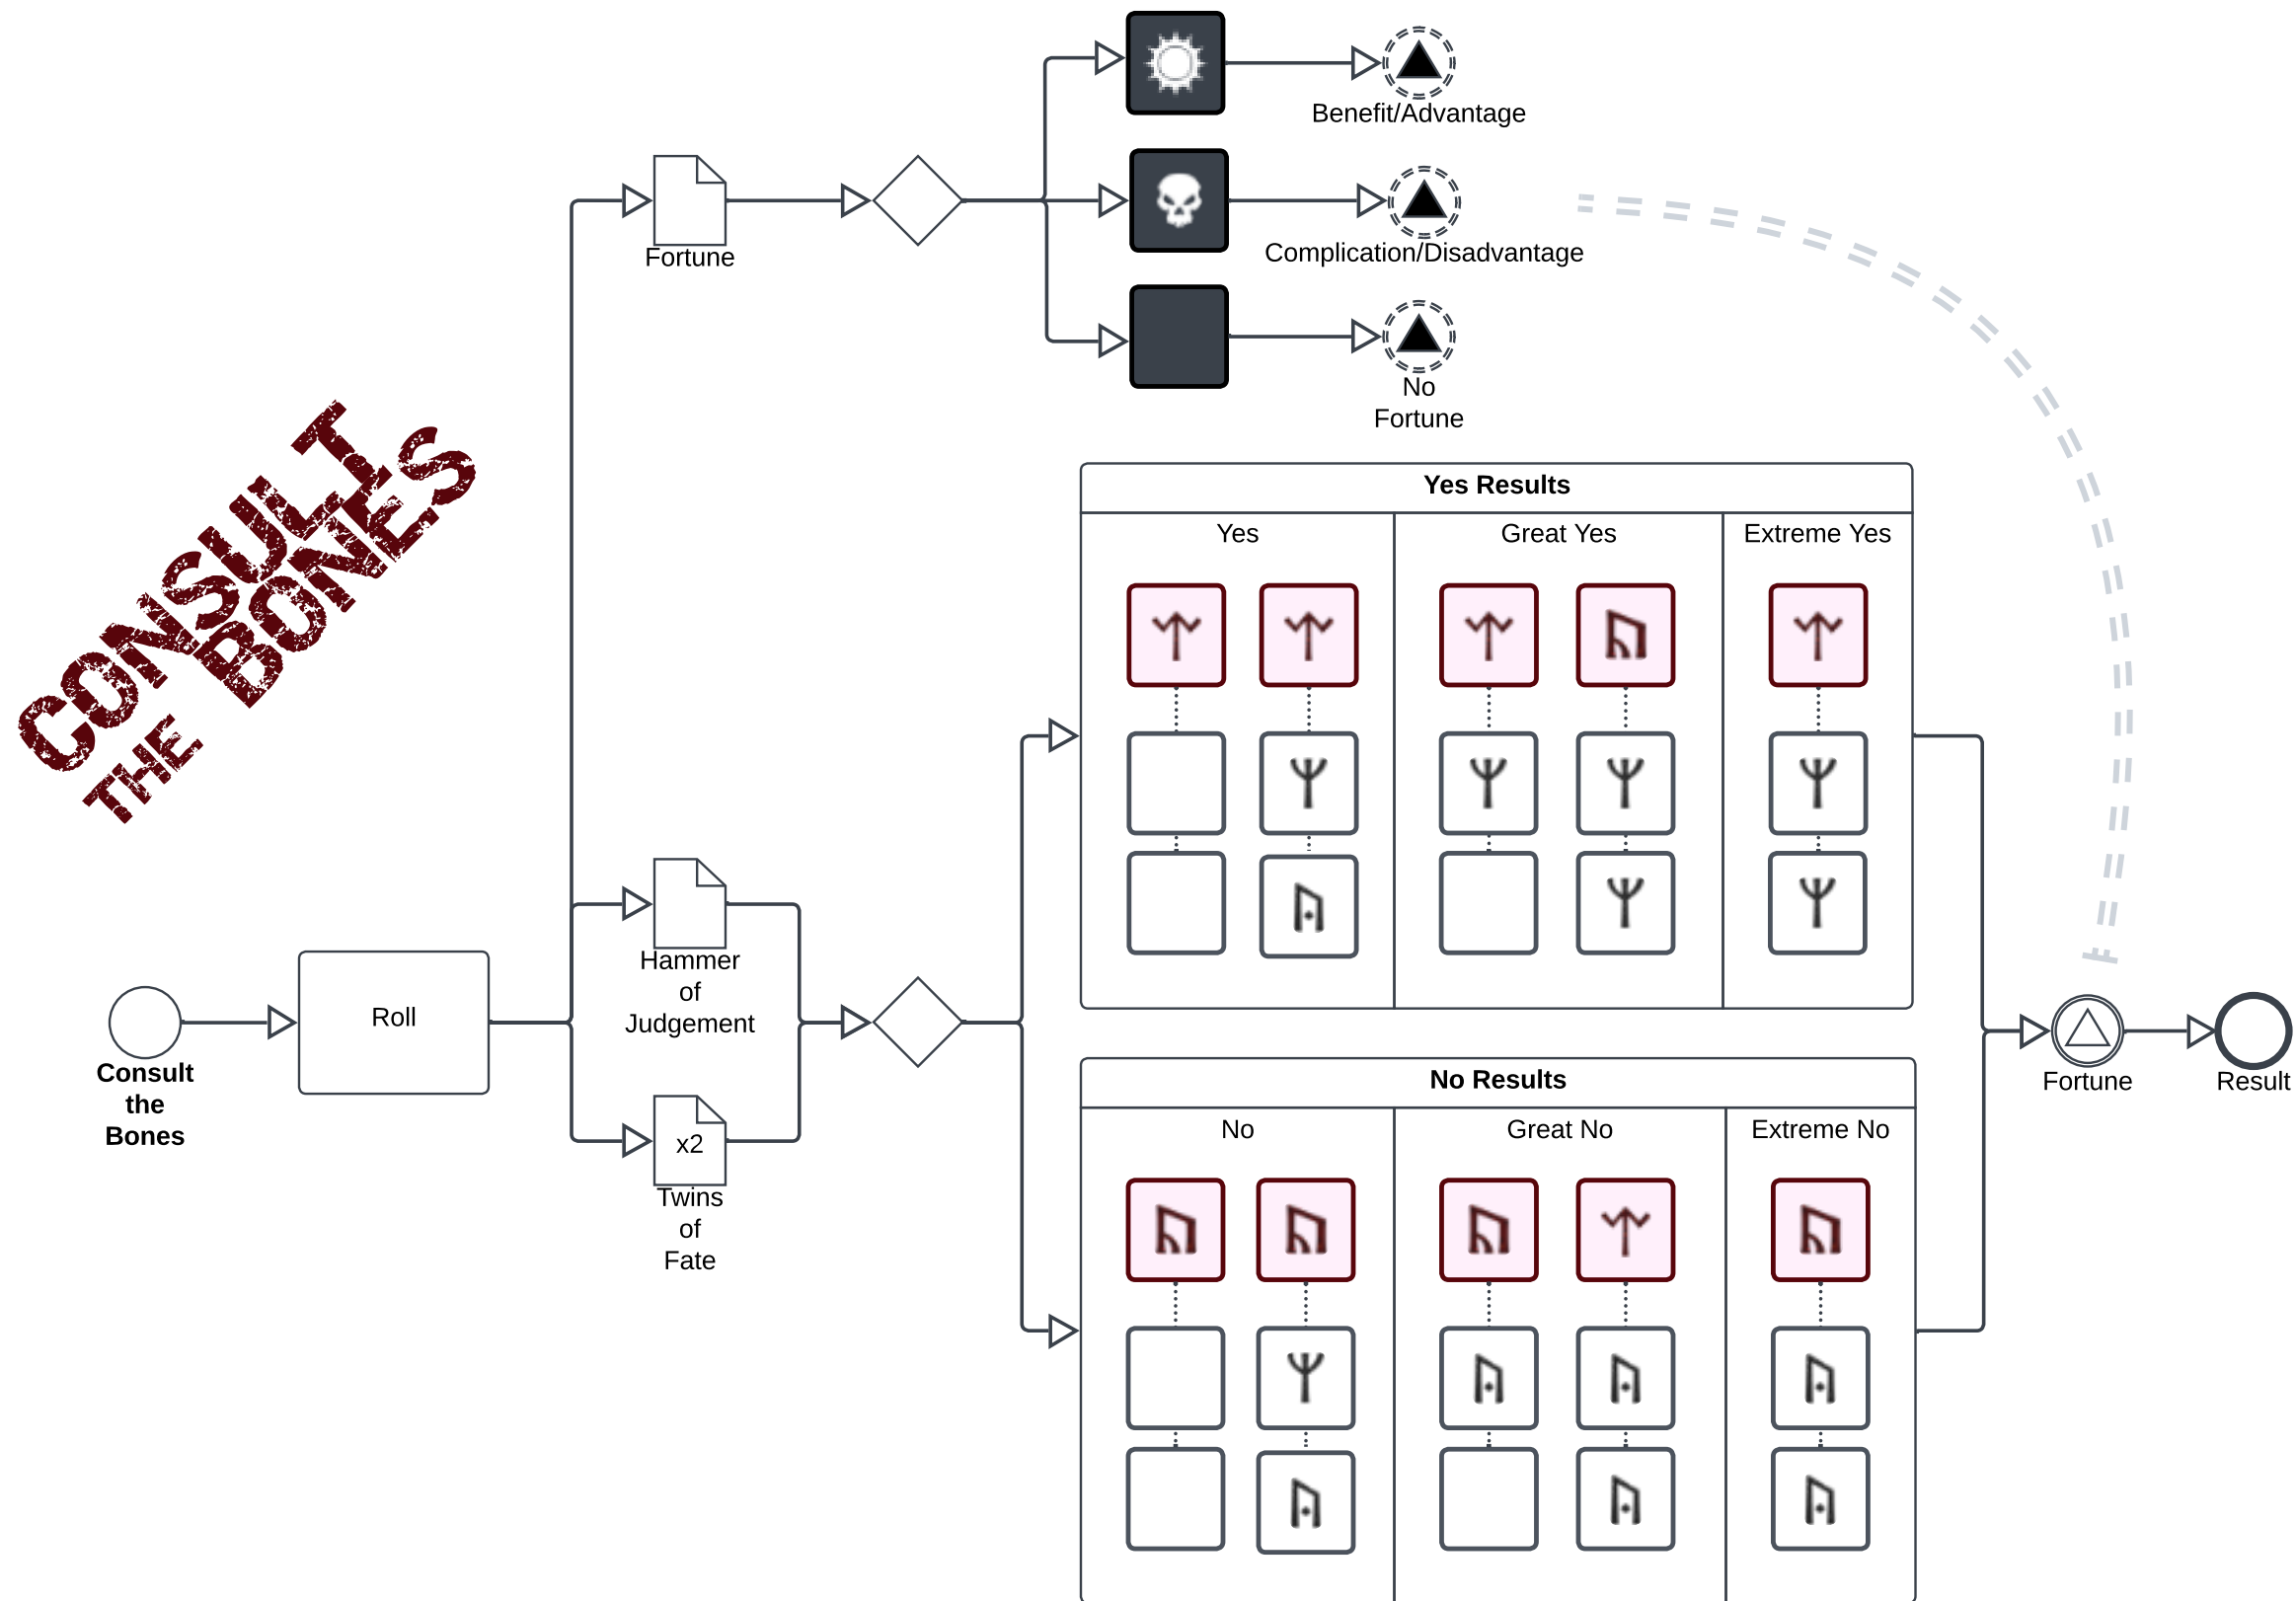 Benefit/Advantage
Fortune
Complication/Disadvantage
No
Fortune
CONSULT
THE BONES
Yes Results
Yes
Great Yes
Extreme Yes
Hammer
of
Judgement
Roll
Consult
the
Bones
x2
Twins
of
Fate
No Results
No
Great No
Extreme No
Fortune
Result